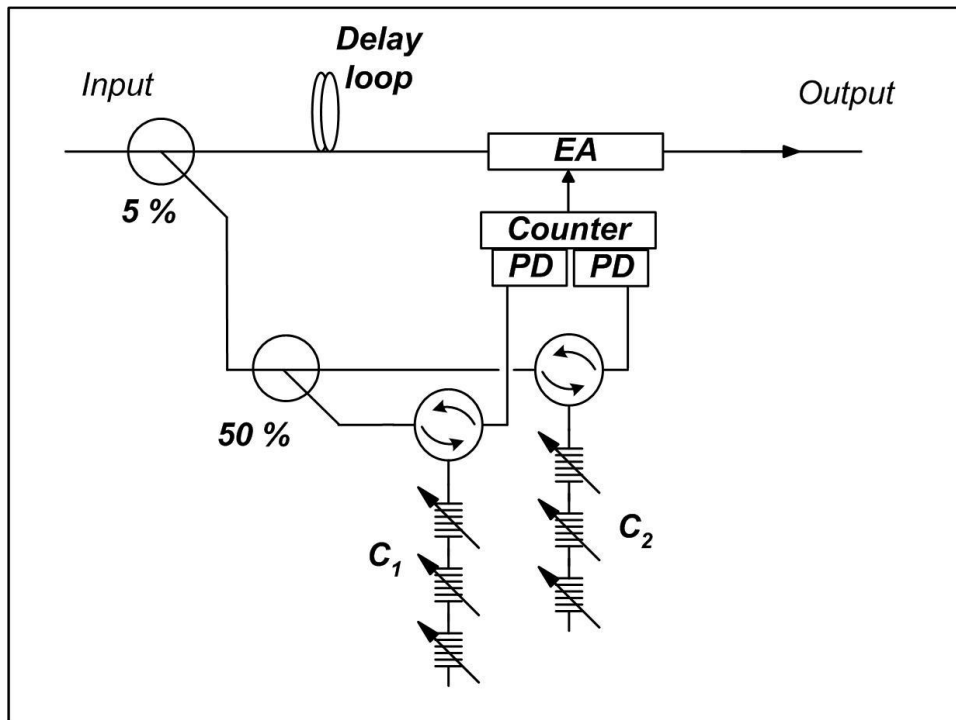 Delay
loop
Input
Output
EA
5 %
Counter
PD PD
50 %
C1
C2